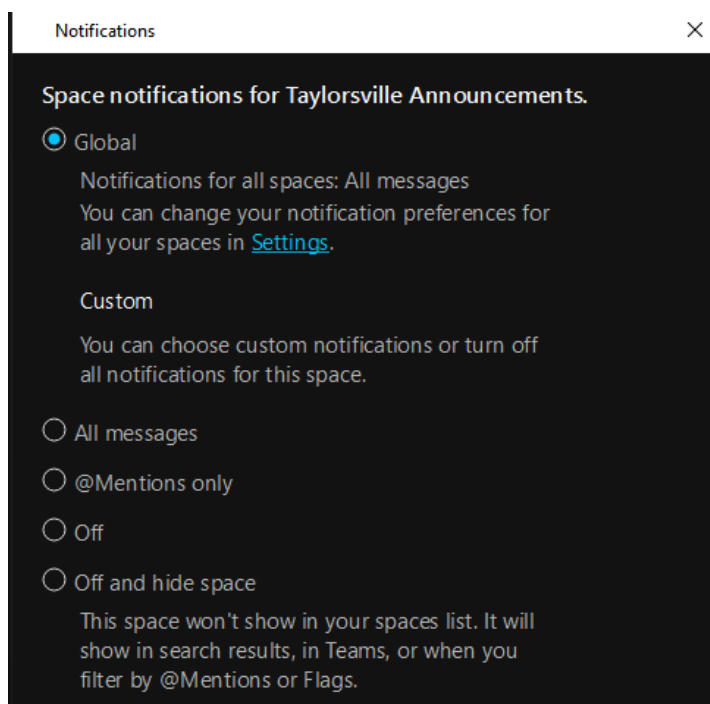 Notifications
Space notifications for Taylorsville Announcements.
Global
Notifications for all spaces: All messages
You can change your notification preferences for
all your spaces in Settings.
Custom
You can choose custom notifications or turn off
all notifications for this space.
All messages
@Mentions only
Off
Off and hide space
This space won't show in your spaces list. It will
show in search results, in Teams, or when you
filter by @Mentions or Flags.